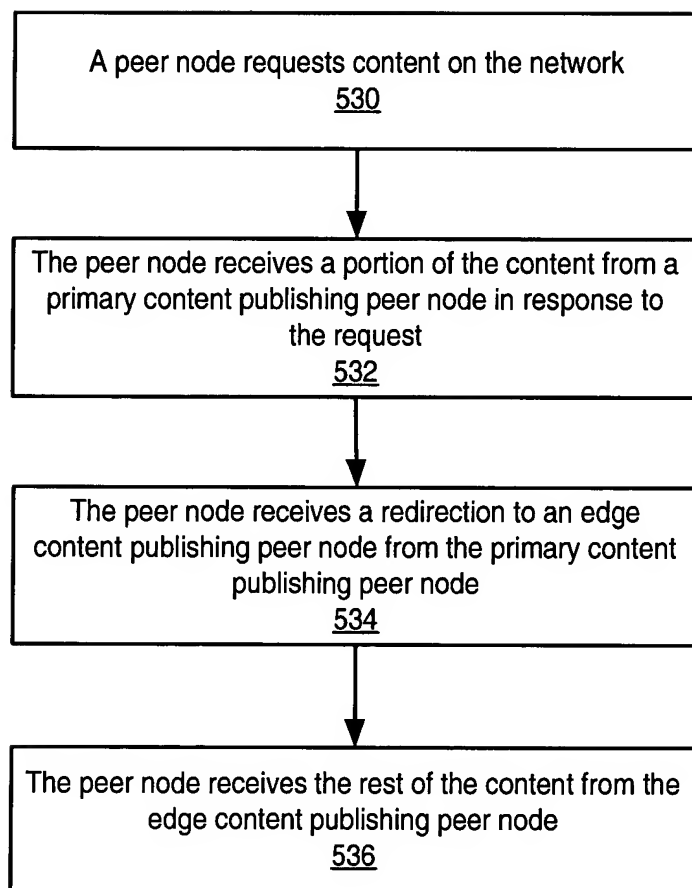 A peer node requests content on the network
530
The peer node receives a portion of the content from a
primary content publishing peer node in response to
the request
532
The peer node receives a redirection to an edge
content publishing peer node from the primary content
publishing peer node
534
The peer node receives the rest of the content from the
edge content publishing peer node
536